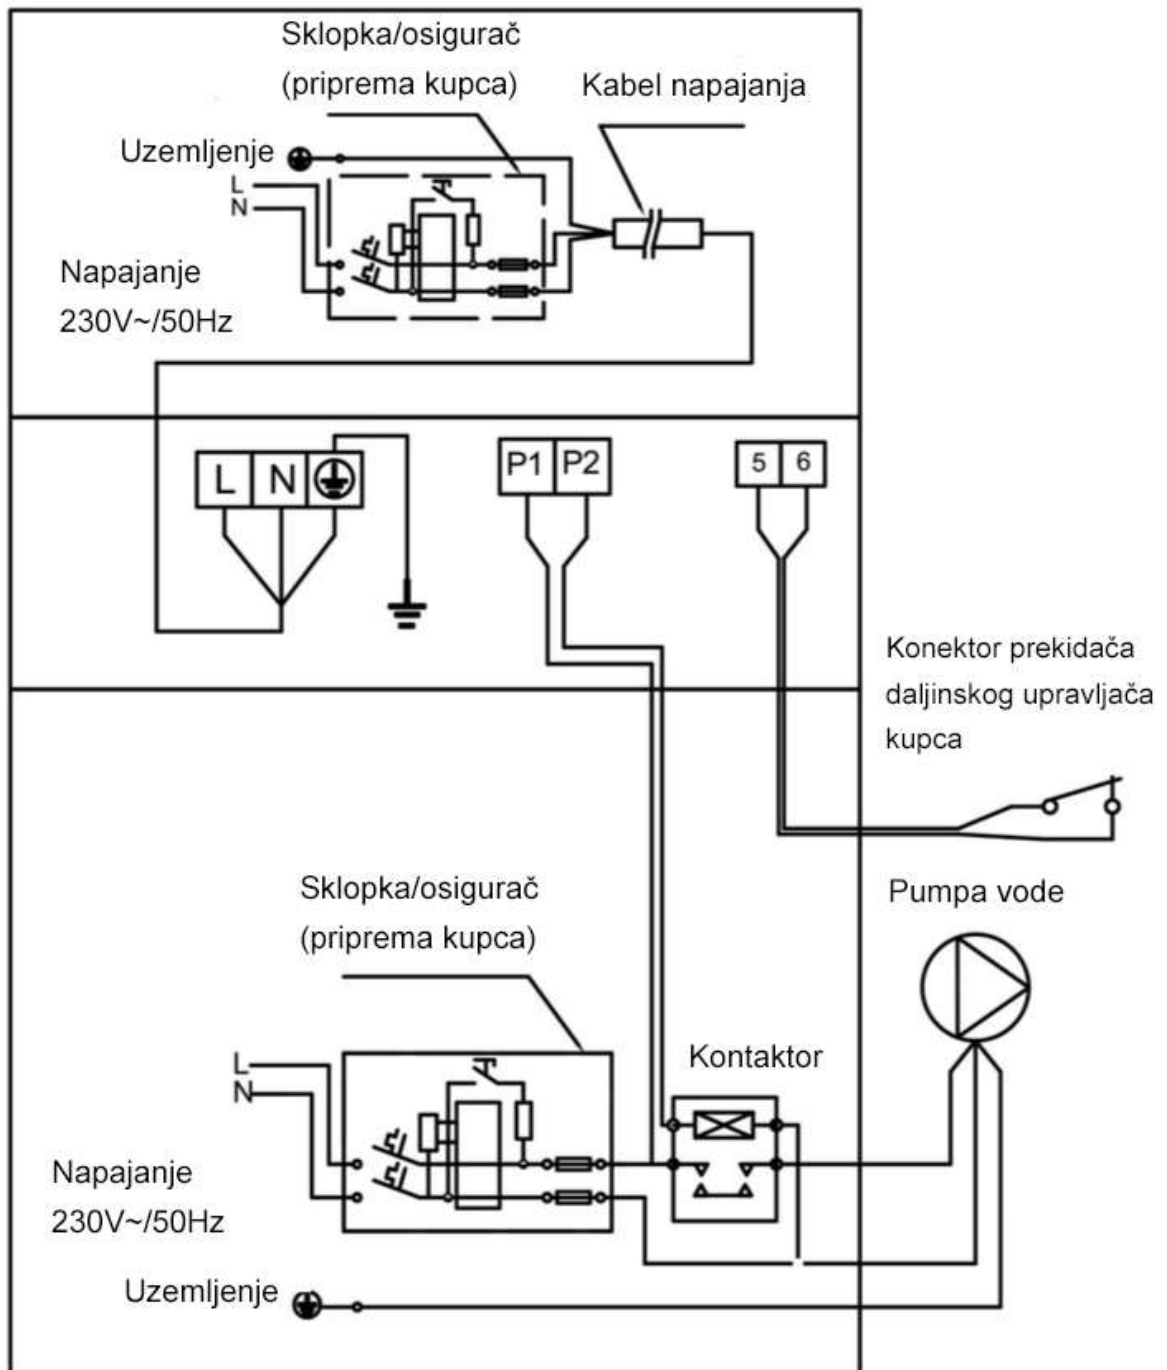 Sklopka/osigurač
(priprema kupca)
Kabel napajanja
Uzemljenje
L
N
Napajanje
230V~/50Hz
L N
P1 P2
5 6
Konektor prekidača
daljinskog upravljača
kupca
Sklopka/osigurač
(priprema kupca)
Pumpa vode
Kontaktor
L
N
Napajanje
230V~/50Hz
Uzemljenje